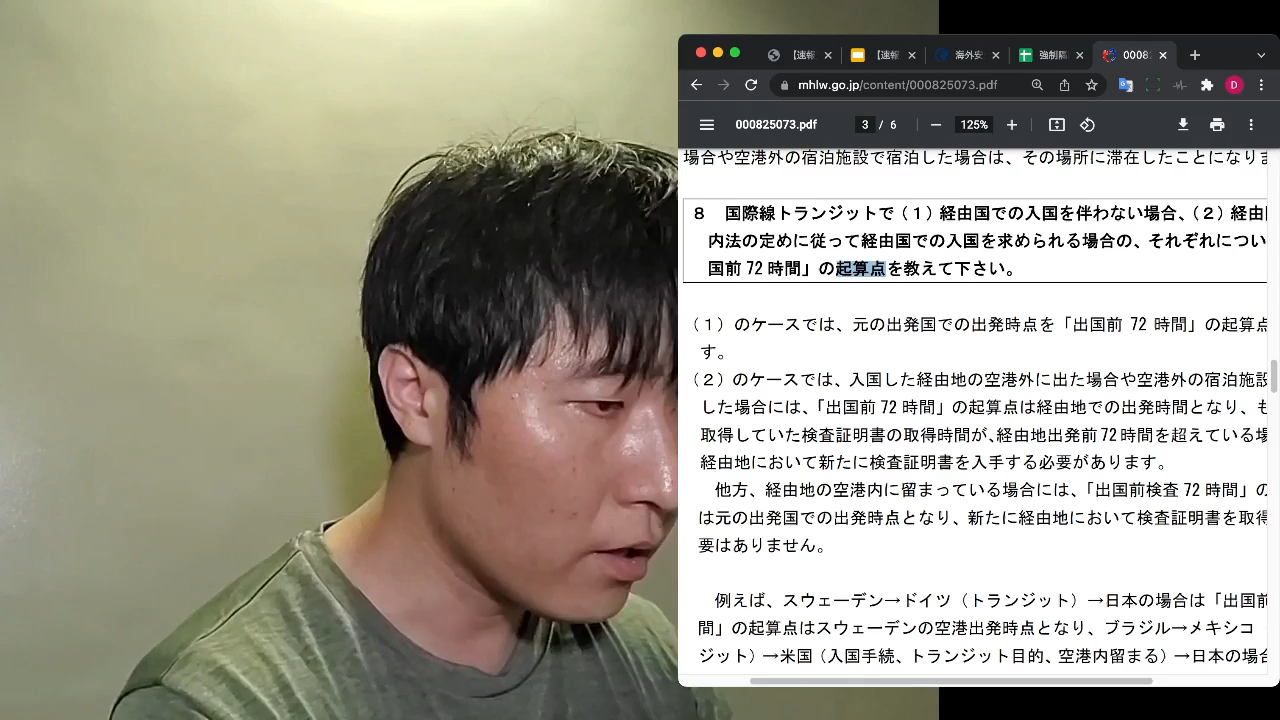 【速報
【速報
海外安
強制隔
0008
mhlw.go.jp/content/000825073.pdf
D
000825073.pdf
3 / 6
125%
場合や空港外の宿泊施設で宿泊した場合は、その場所に滞在したことになりま
8 国際線トランジットで(1)経由国での入国を伴わない場合、(2)経由
内法の定めに従って経由国での入国を求められる場合の、それぞれについ
国前 72 時間」の起算点を教えて下さい。
(1)のケースでは、元の出発国での出発時点を「出国前 72 時間」の起算点
す。
(2)のケースでは、入国した経由地の空港外に出た場合や空港外の宿泊施設
した場合には、「出国前 72 時間」の起算点は経由地での出発時間となり、も
取得していた検査証明書の取得時間が、経由地出発前 72 時間を超えている場
経由地において新たに検査証明書を入手する必要があります。
他方、経由地の空港内に留まっている場合には、「出国前検査 72 時間」の
は元の出発国での出発時点となり、新たに経由地において検査証明書を取得
要はありません。
例えば、スウェーデン→ドイツ(トランジット)→日本の場合は「出国前
間」の起算点はスウェーデンの空港出発時点となり、ブラジル→メキシコ
ジット)→米国(入国手続、トランジット目的、空港内留まる)→日本の場合